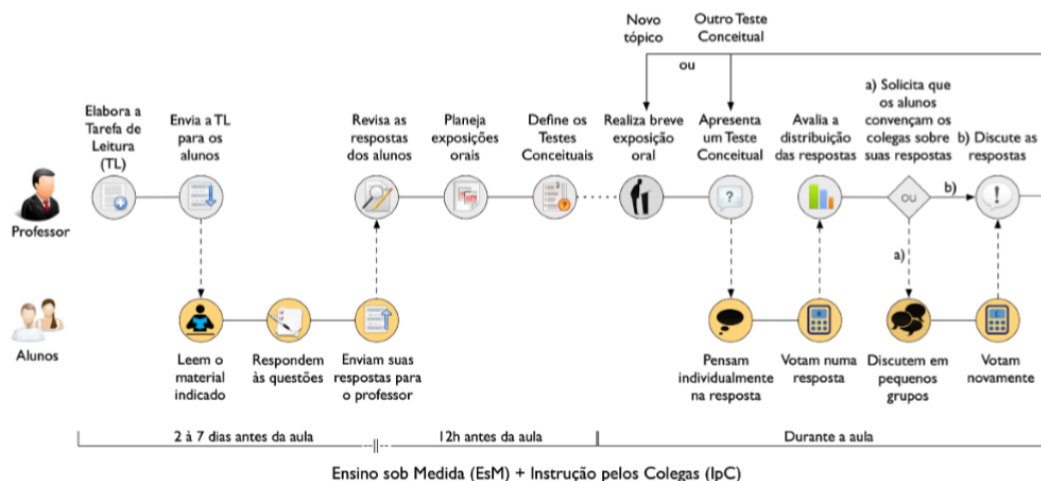 Novo
tópico
Outro Teste
Conceitual
ou
Elabora a
Tarefa de
Leitura
(TL)
Envia a TL
para os
alunos
Revisa as
respostas
dos alunos
Planeja
exposições
orais
Define os
Testes
Conceituais
Realiza breve
exposição
oral
Apresenta
um Teste
Conceitual
Avalia a
distribuição
das respostas
a) Solicita que
os alunos
convençam os
colegas sobre
suas respostas
b) Discute as
respostas
?
ou
b)
!
Professor
a)
Alunos
Leem o
material
indicado
Respondem
às questões
Enviam suas
respostas para
o professor
Pensam
individualmente
na resposta
Votam numa
resposta
Discutem em
pequenos
grupos
Votam
novamente
2 à 7 dias antes da aula
12h antes da aula
Durante a aula
Ensino sob Medida (EsM) + Instrução pelos Colegas (IpC)